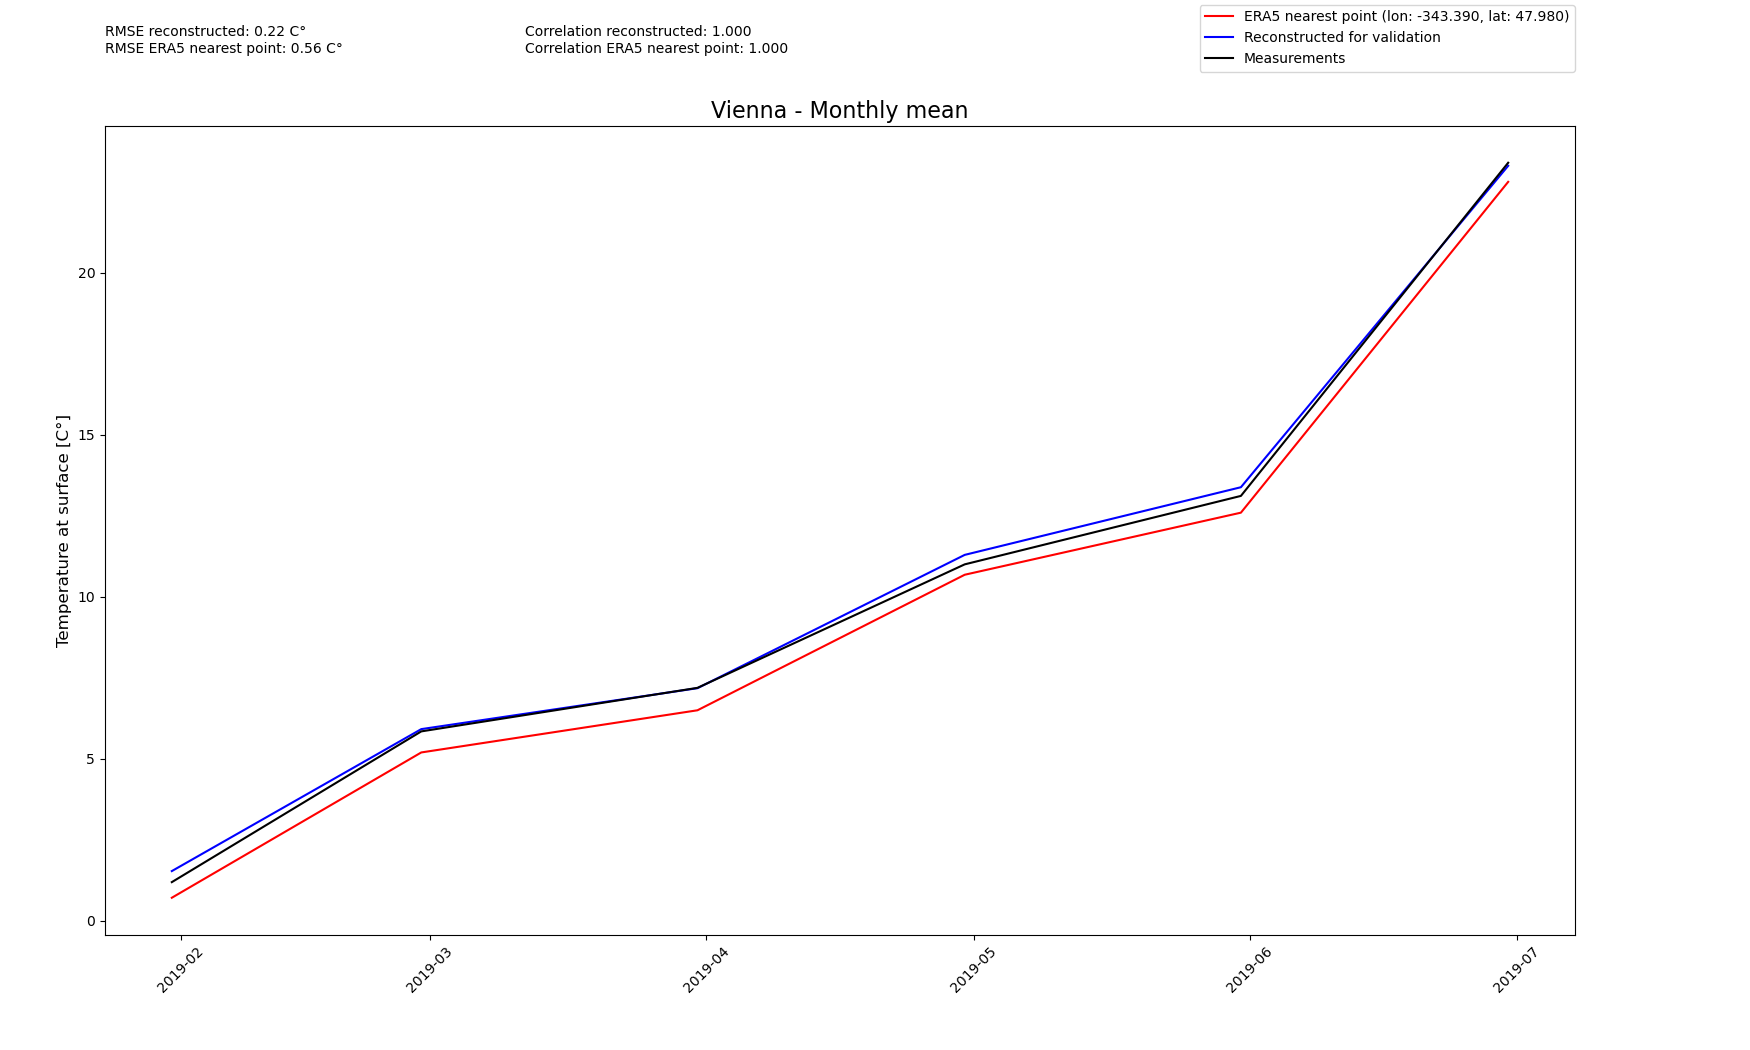 RMSE reconstructed: 0.22 C°
RMSE ERA5 nearest point: 0.56 C°
Correlation reconstructed: 1.000
Correlation ERA5 nearest point: 1.000
ERA5 nearest point (lon: -343.390, lat: 47.980)
Reconstructed for validation
Measurements
Vienna - Monthly mean
Temperature at surface [C°]
20
15
10
5
0
2019-02
2019-03
2019-04
2019-05
2019-06
2019-07